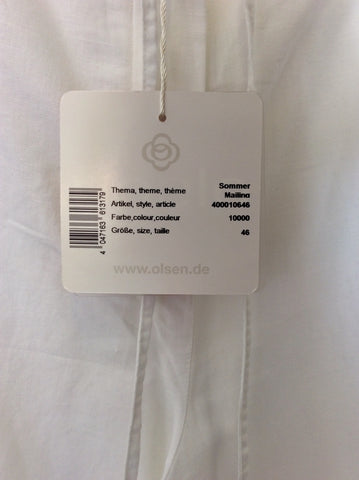 Thema, theme, thème Sommer
Mailing
Artikel, style, article 400010646
Farbe,colour,couleur 10000
Größe, size, taille 46
4 047163 613179
www.olsen.de